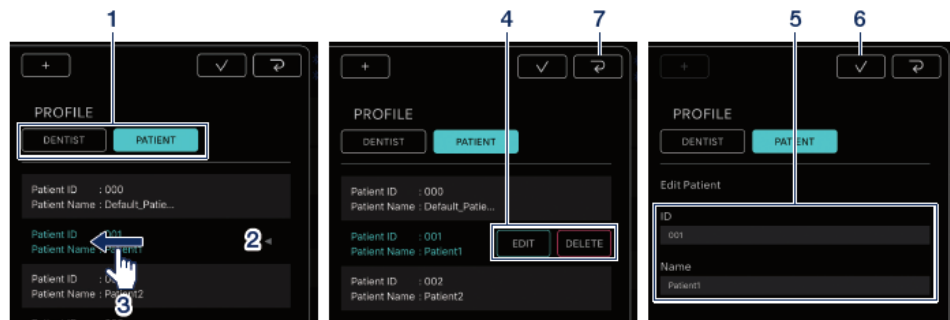 1
4
7
5
6
+
PROFILE
DENTIST PATIENT
Patient ID : 000
Patient Name : Default_Patie...
Patient ID : 001
Patient Name : Patient1
2
Patient ID : 0
Patient Name : Patient2
3
+
PROFILE
DENTIST PATIENT
Patient ID : 000
Patient Name : Default_Patie...
Patient ID : 001
Patient Name : Patient1
EDIT DELETE
Patient ID : 002
Patient Name : Patient2
+
PROFILE
DENTIST PATIENT
Edit Patient
ID
001
Name
Patient1